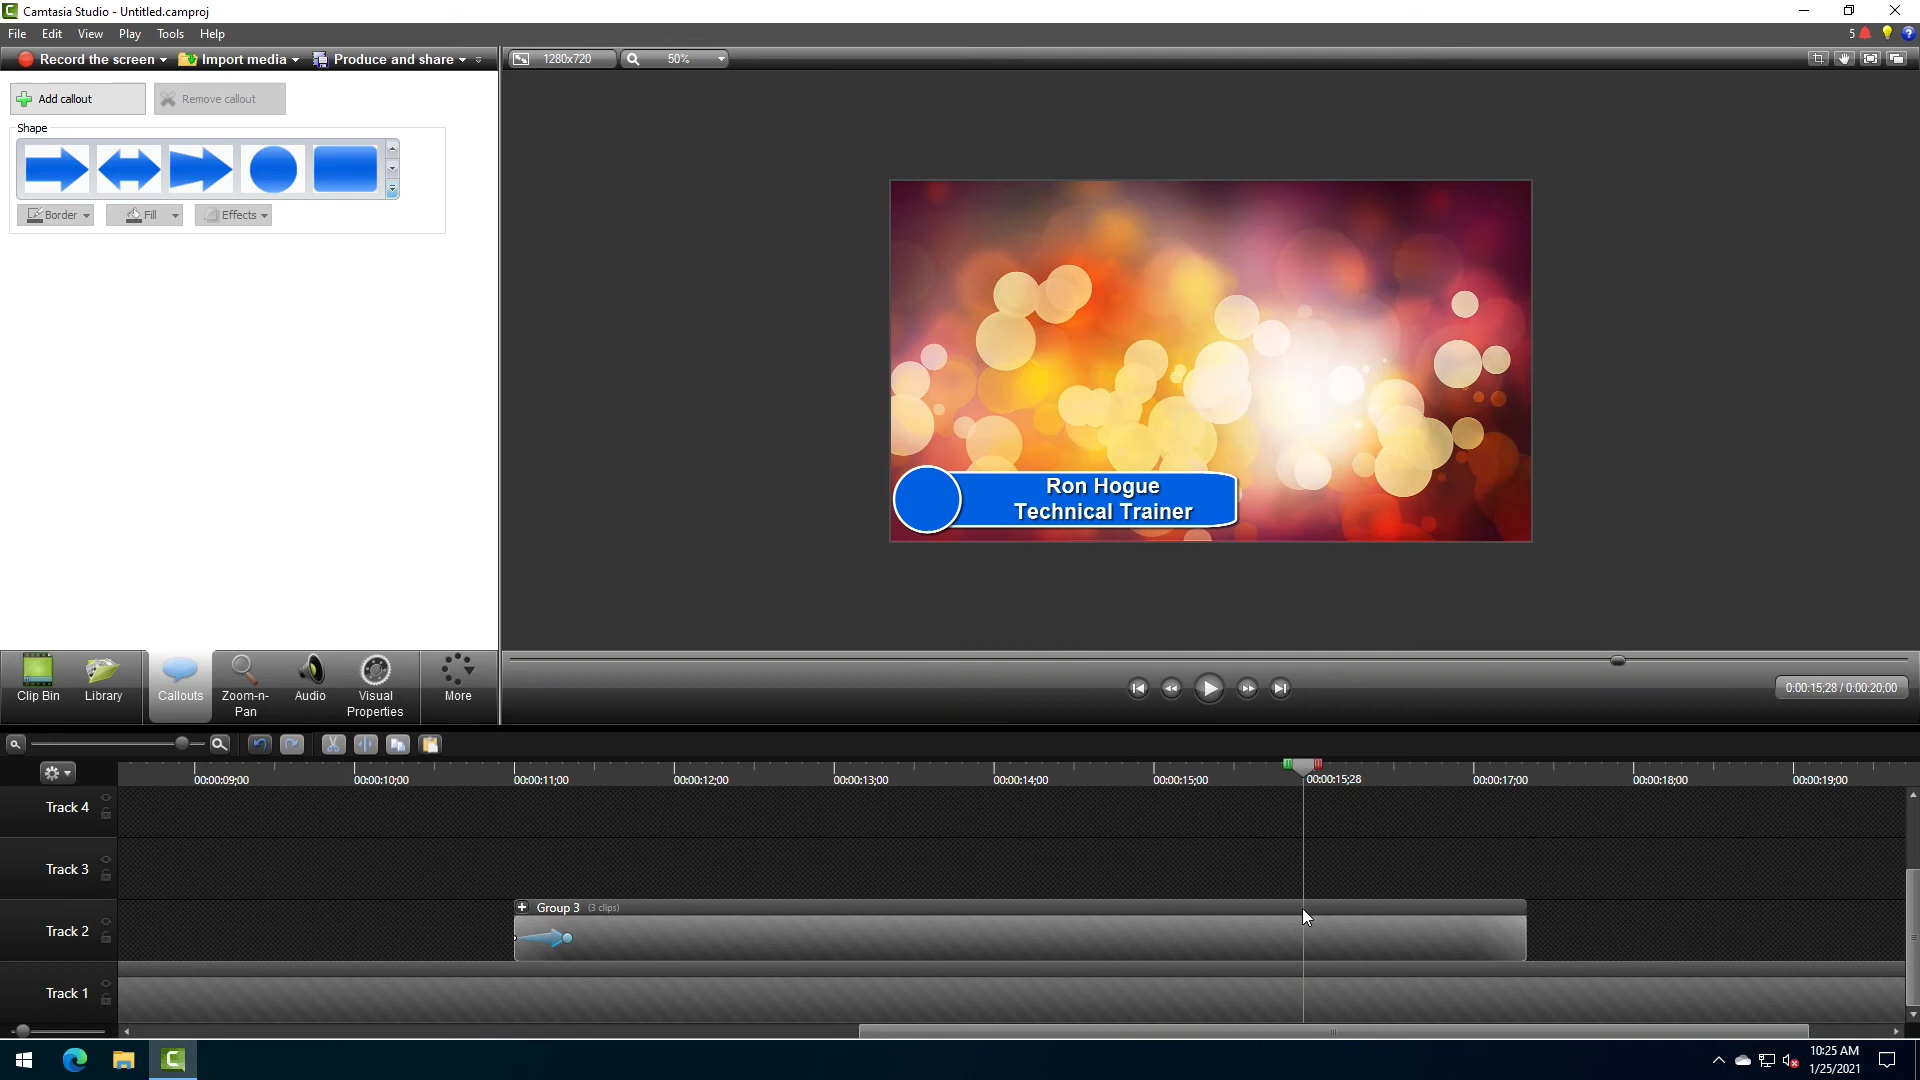 Camtasia Studio - Untitled.camproj
File Edit View Play Tools Help
5
Record the screen Import media Produce and share
1280x720 50%
Add callout Remove callout
Shape
Border Fill Effects
Ron Hogue
Technical Trainer
Clip Bin Library Callouts Zoom-n-Pan Audio Visual Properties More
0:00:15;28 / 0:00:20;00
00:00:09;00 00:00:10;00 00:00:11;00 00:00:12;00 00:00:13;00 00:00:14;00 00:00:15;00 00:00:15;28 00:00:17;00 00:00:18;00 00:00:19;00
Track 4
Track 3
Group 3 (3 clips)
Track 2
Track 1
10:25 AM
1/25/2021